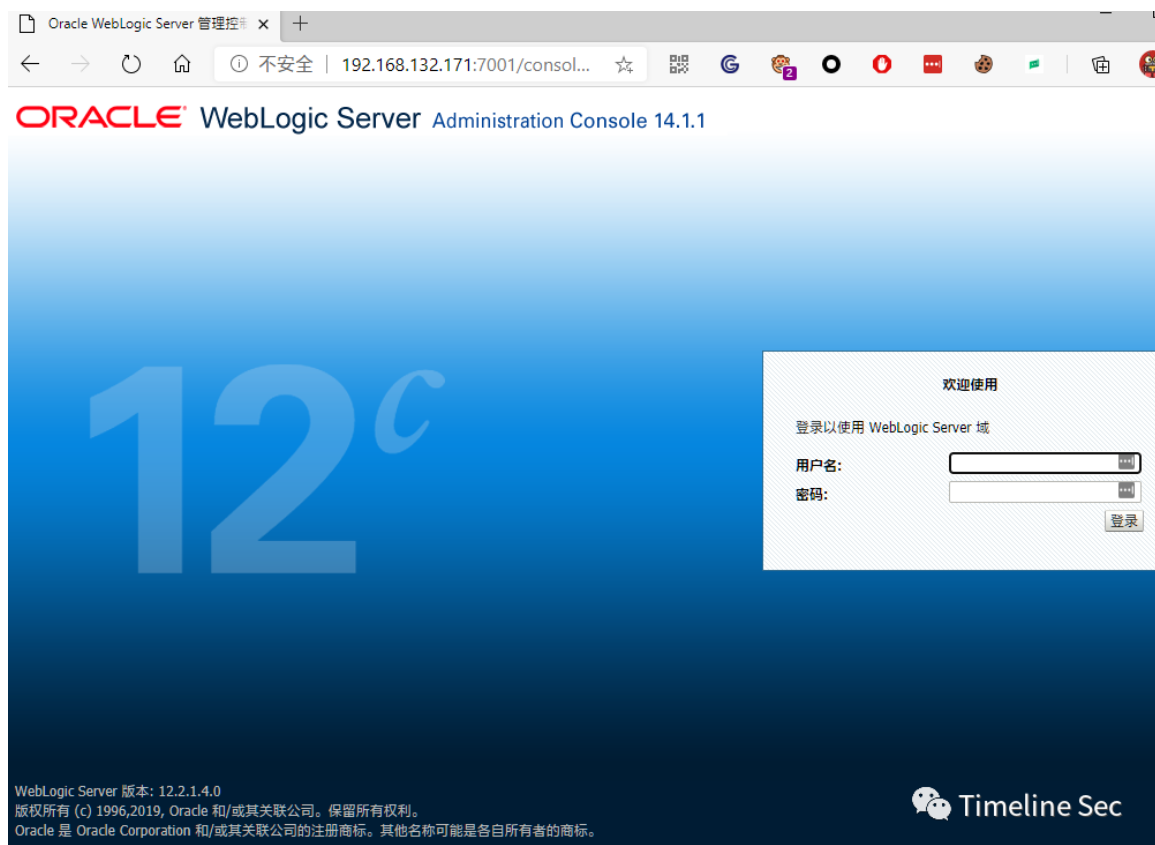 Oracle WebLogic Server 管理控制
不安全 | 192.168.132.171:7001/consol...
2
ORACLE WebLogic Server Administration Console 14.1.1
12c
欢迎使用
登录以使用 WebLogic Server 域
用户名:
密码:
登录
WebLogic Server 版本: 12.2.1.4.0
版权所有 (c) 1996,2019, Oracle 和/或其关联公司。保留所有权利。
Oracle 是 Oracle Corporation 和/或其关联公司的注册商标。其他名称可能是各自所有者的商标。
Timeline Sec